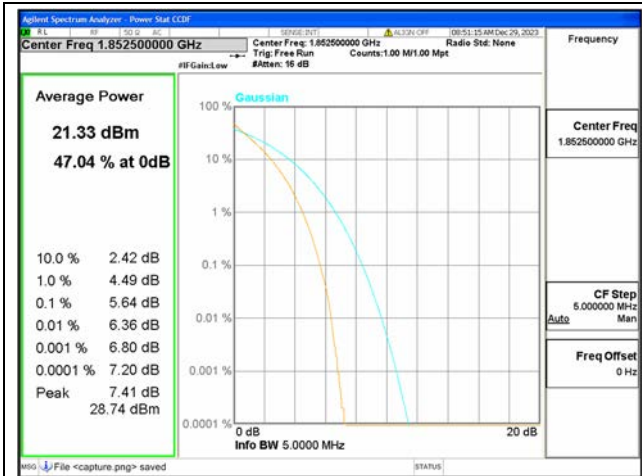 Agilent Spectrum Analyzer - Power Stat CCDF
RL RF 50 Ω AC SENSE:INT ALIGN OFF 08:51:15 AM Dec 29, 2023
Center Freq 1.852500000 GHz
Center Freq: 1.852500000 GHz Radio Std: None
Trig: Free Run Counts:1.00 M/1.00 Mpt
#IFGain:Low #Atten: 16 dB
Frequency
Average Power
21.33 dBm
47.04 % at 0dB
10.0 % 2.42 dB
1.0 % 4.49 dB
0.1 % 5.64 dB
0.01 % 6.36 dB
0.001 % 6.80 dB
0.0001 % 7.20 dB
Peak 7.41 dB
28.74 dBm
Gaussian
100 %
10 %
1 %
0.1 %
0.01 %
0.001 %
0.0001 %
0 dB 20 dB
Info BW 5.0000 MHz
Center Freq
1.852500000 GHz
CF Step
5.000000 MHz
Auto Man
Freq Offset
0 Hz
MSG File <capture.png> saved STATUS